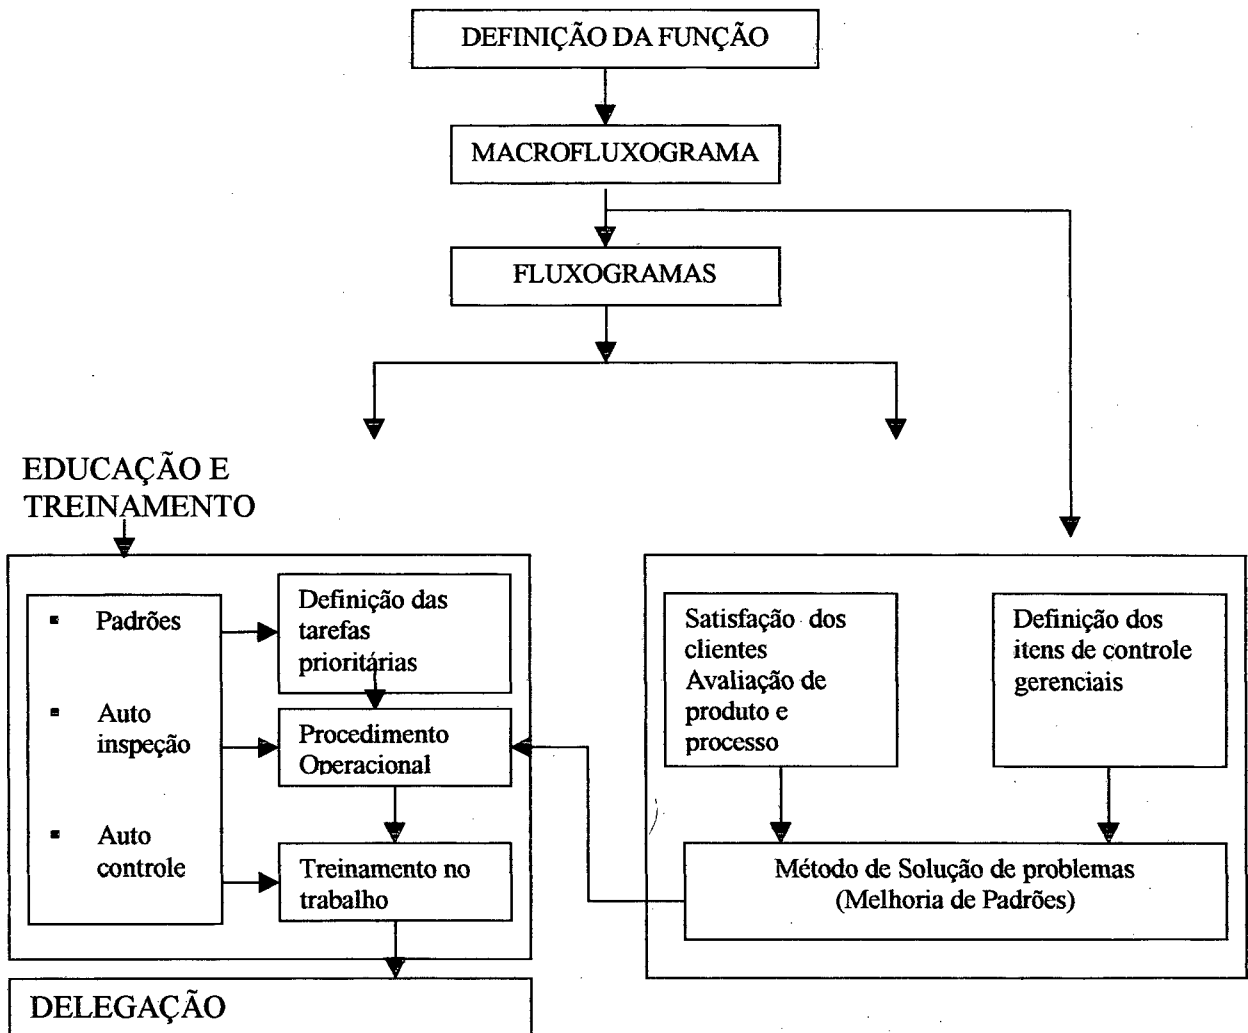 DEFINIÇÃO DA FUNÇÃO
MACROFLUXOGRAMA
FLUXOGRAMAS
EDUCAÇÃO E
TREINAMENTO
▪ Padrões
▪ Auto
inspeção
▪ Auto
controle
Definição das
tarefas
prioritárias
Procedimento
Operacional
Treinamento no
trabalho
DELEGAÇÃO
Satisfação dos
clientes
Avaliação de
produto e
processo
Definição dos
itens de controle
gerenciais
Método de Solução de problemas
(Melhoria de Padrões)